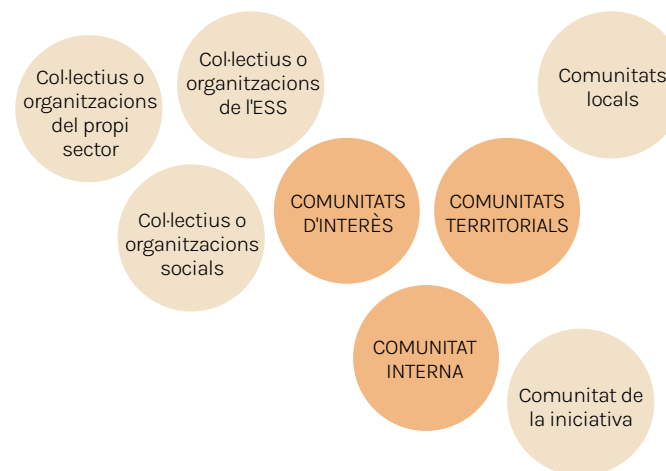 Col·lectius o
organitzacions
del propi
sector
Col·lectius o
organitzacions
de l'ESS
Comunitats
locals
Col·lectius o
organitzacions
socials
COMUNITATS
D'INTERÈS
COMUNITATS
TERRITORIALS
COMUNITAT
INTERNA
Comunitat de
la iniciativa